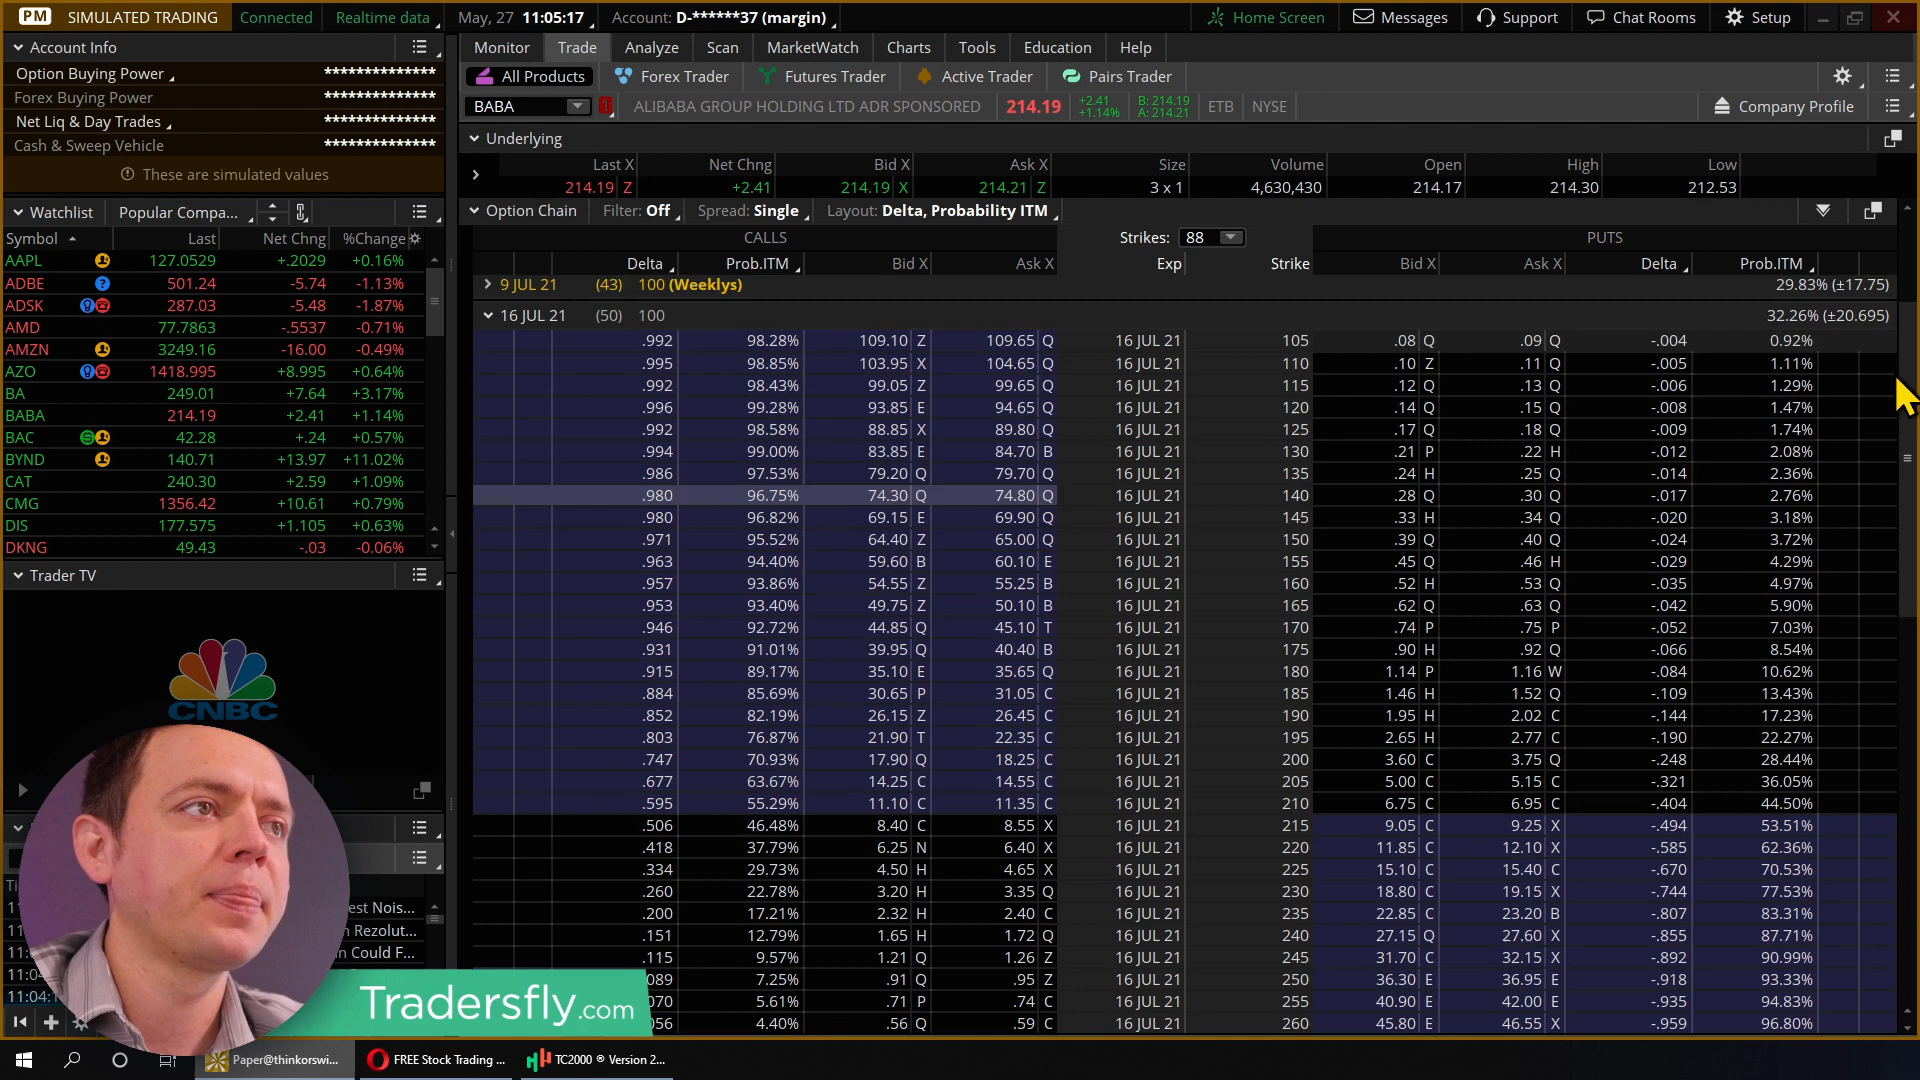 PM SIMULATED TRADING Connected Realtime data May, 27 11:05:17 Account: D-******37 (margin) Home Screen Messages Support Chat Rooms Setup
Account Info
Option Buying Power **************
Forex Buying Power **************
Net Liq & Day Trades **************
Cash & Sweep Vehicle **************
These are simulated values
Watchlist Popular Compa...
Symbol Last Net Chng %Change
AAPL 127.0529 +.2029 +0.16%
ADBE 501.24 -5.74 -1.13%
ADSK 287.03 -5.48 -1.87%
AMD 77.7863 -.5537 -0.71%
AMZN 3249.16 -16.00 -0.49%
AZO 1418.995 +8.995 +0.64%
BA 249.01 +7.64 +3.17%
BABA 214.19 +2.41 +1.14%
BAC 42.28 +.24 +0.57%
BYND 140.71 +13.97 +11.02%
CAT 240.30 +2.59 +1.09%
CMG 1356.42 +10.61 +0.79%
DIS 177.575 +1.105 +0.63%
DKNG 49.43 -.03 -0.06%
Trader TV
CNBC
est Nois...
n Rezolut...
n Could F...
11:04
11:04:1
Monitor Trade Analyze Scan MarketWatch Charts Tools Education Help
All Products Forex Trader Futures Trader Active Trader Pairs Trader
BABA 1 ALIBABA GROUP HOLDING LTD ADR SPONSORED 214.19 +2.41 +1.14% B: 214.19 A: 214.21 ETB NYSE Company Profile
Underlying
Last X Net Chng Bid X Ask X Size Volume Open High Low
214.19 Z +2.41 214.19 X 214.21 Z 3 x 1 4,630,430 214.17 214.30 212.53
Option Chain Filter: Off Spread: Single Layout: Delta, Probability ITM
CALLS Strikes: 88 PUTS
Delta Prob.ITM Bid X Ask X Exp Strike Bid X Ask X Delta Prob.ITM
9 JUL 21 (43) 100 (Weeklys) 29.83% (±17.75)
16 JUL 21 (50) 100 32.26% (±20.695)
.992 98.28% 109.10 Z 109.65 Q 16 JUL 21 105 .08 Q .09 Q -.004 0.92%
.995 98.85% 103.95 X 104.65 Q 16 JUL 21 110 .10 Z .11 Q -.005 1.11%
.992 98.43% 99.05 Z 99.65 Q 16 JUL 21 115 .12 Q .13 Q -.006 1.29%
.996 99.28% 93.85 E 94.65 Q 16 JUL 21 120 .14 Q .15 Q -.008 1.47%
.992 98.58% 88.85 X 89.80 Q 16 JUL 21 125 .17 Q .18 Q -.009 1.74%
.994 99.00% 83.85 E 84.70 B 16 JUL 21 130 .21 P .22 H -.012 2.08%
.986 97.53% 79.20 Q 79.70 Q 16 JUL 21 135 .24 H .25 Q -.014 2.36%
.980 96.75% 74.30 Q 74.80 Q 16 JUL 21 140 .28 Q .30 Q -.017 2.76%
.980 96.82% 69.15 E 69.90 Q 16 JUL 21 145 .33 H .34 Q -.020 3.18%
.971 95.52% 64.40 Z 65.00 Q 16 JUL 21 150 .39 Q .40 Q -.024 3.72%
.963 94.40% 59.60 B 60.10 E 16 JUL 21 155 .45 Q .46 H -.029 4.29%
.957 93.86% 54.55 Z 55.25 B 16 JUL 21 160 .52 H .53 Q -.035 4.97%
.953 93.40% 49.75 Z 50.10 B 16 JUL 21 165 .62 Q .63 Q -.042 5.90%
.946 92.72% 44.85 Q 45.10 T 16 JUL 21 170 .74 P .75 P -.052 7.03%
.931 91.01% 39.95 Q 40.40 B 16 JUL 21 175 .90 H .92 Q -.066 8.54%
.915 89.17% 35.10 E 35.65 Q 16 JUL 21 180 1.14 P 1.16 W -.084 10.62%
.884 85.69% 30.65 P 31.05 C 16 JUL 21 185 1.46 H 1.52 Q -.109 13.43%
.852 82.19% 26.15 Z 26.45 C 16 JUL 21 190 1.95 H 2.02 C -.144 17.23%
.803 76.87% 21.90 T 22.35 C 16 JUL 21 195 2.65 H 2.77 C -.190 22.27%
.747 70.93% 17.90 Q 18.25 C 16 JUL 21 200 3.60 C 3.75 Q -.248 28.44%
.677 63.67% 14.25 C 14.55 C 16 JUL 21 205 5.00 C 5.15 C -.321 36.05%
.595 55.29% 11.10 C 11.35 C 16 JUL 21 210 6.75 C 6.95 C -.404 44.50%
.506 46.48% 8.40 C 8.55 X 16 JUL 21 215 9.05 C 9.25 X -.494 53.51%
.418 37.79% 6.25 N 6.40 X 16 JUL 21 220 11.85 C 12.10 X -.585 62.36%
.334 29.73% 4.50 H 4.65 X 16 JUL 21 225 15.10 C 15.40 C -.670 70.53%
.260 22.78% 3.20 H 3.35 Q 16 JUL 21 230 18.80 C 19.15 X -.744 77.53%
.200 17.21% 2.32 H 2.40 C 16 JUL 21 235 22.85 C 23.20 B -.807 83.31%
.151 12.79% 1.65 H 1.72 Q 16 JUL 21 240 27.15 Q 27.60 X -.855 87.71%
.115 9.57% 1.21 Q 1.26 Z 16 JUL 21 245 31.70 C 32.15 X -.892 90.99%
089 7.25% .91 Q .95 Z 16 JUL 21 250 36.30 E 36.95 E -.918 93.33%
070 5.61% .71 P .74 C 16 JUL 21 255 40.90 E 42.00 E -.935 94.83%
056 4.40% .56 Q .59 C 16 JUL 21 260 45.80 E 46.55 X -.959 96.80%
Tradersfly.com
Paper@thinkorswi... FREE Stock Trading ... TC2000 ® Version 2...